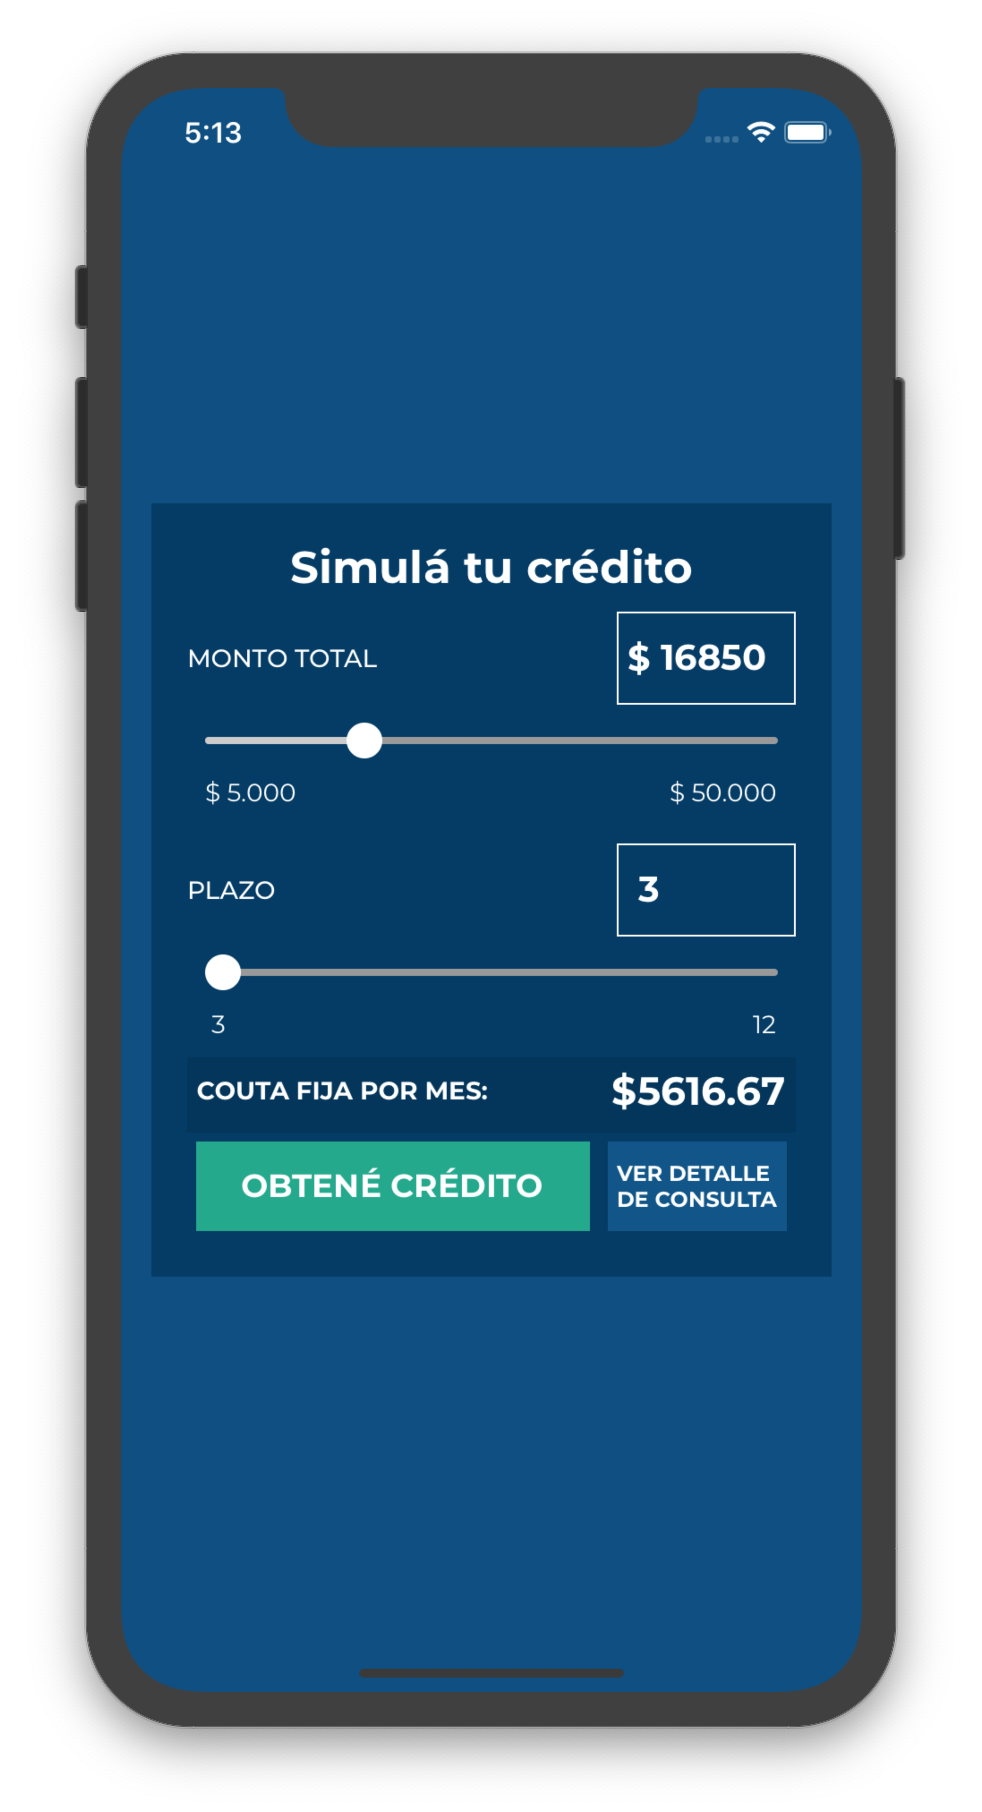 5:13
Simulá tu crédito
MONTO TOTAL
$ 16850
$ 5.000
$ 50.000
PLAZO
3
3
12
COUTA FIJA POR MES:
$5616.67
OBTENÉ CRÉDITO
VER DETALLE
DE CONSULTA